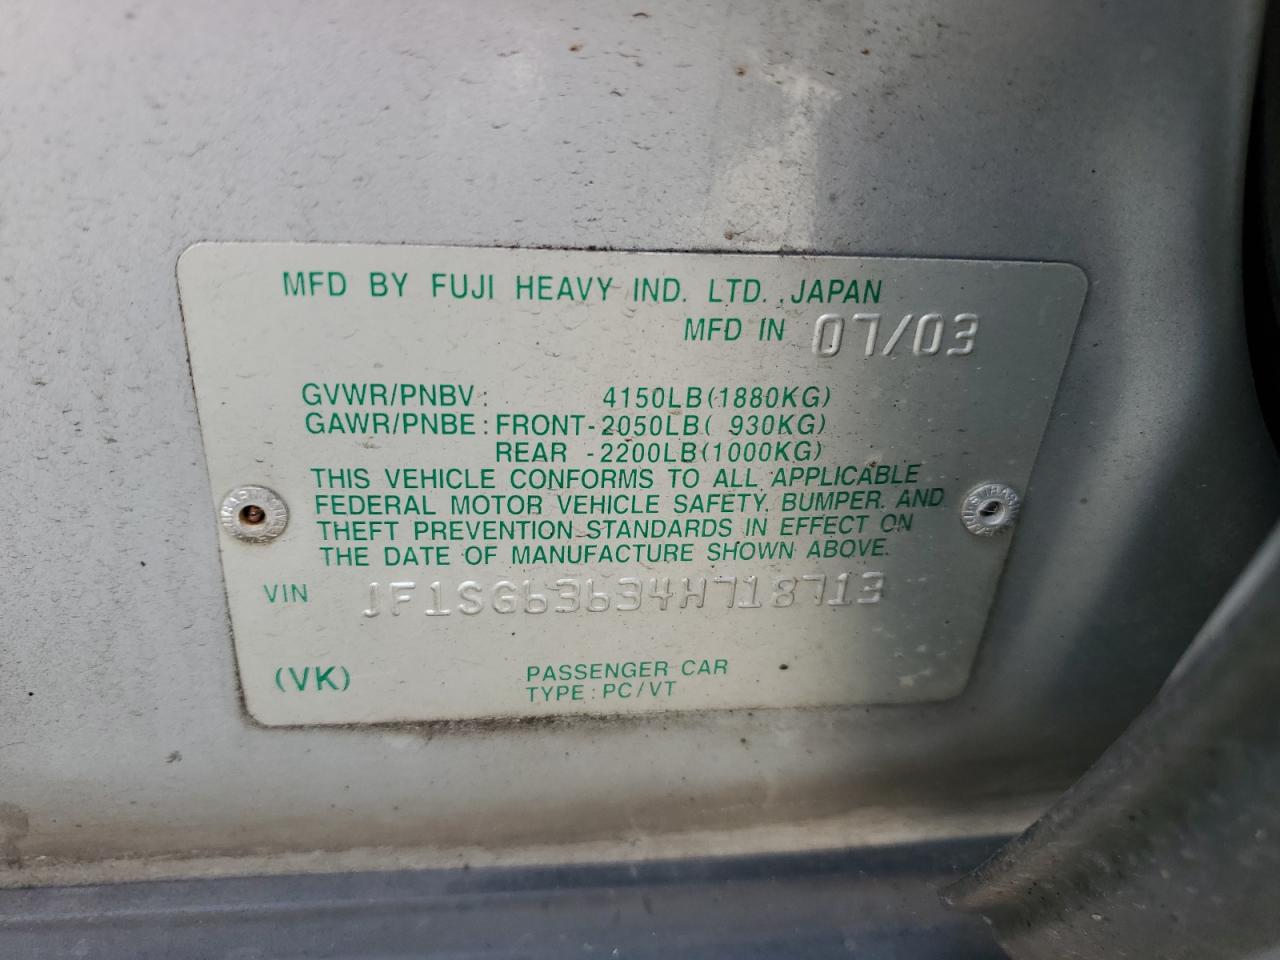 MFD BY FUJI HEAVY IND. LTD. JAPAN
MFD IN 07/03
GVWR/PNBV: 4150LB(1880KG)
GAWR/PNBE: FRONT-2050LB( 930KG)
REAR -2200LB(1000KG)
THIS VEHICLE CONFORMS TO ALL APPLICABLE
FEDERAL MOTOR VEHICLE SAFETY, BUMPER, AND
THEFT PREVENTION STANDARDS IN EFFECT ON
THE DATE OF MANUFACTURE SHOWN ABOVE.
VIN JF1SG63634H718713
(VK)
PASSENGER CAR
TYPE: PC/VT